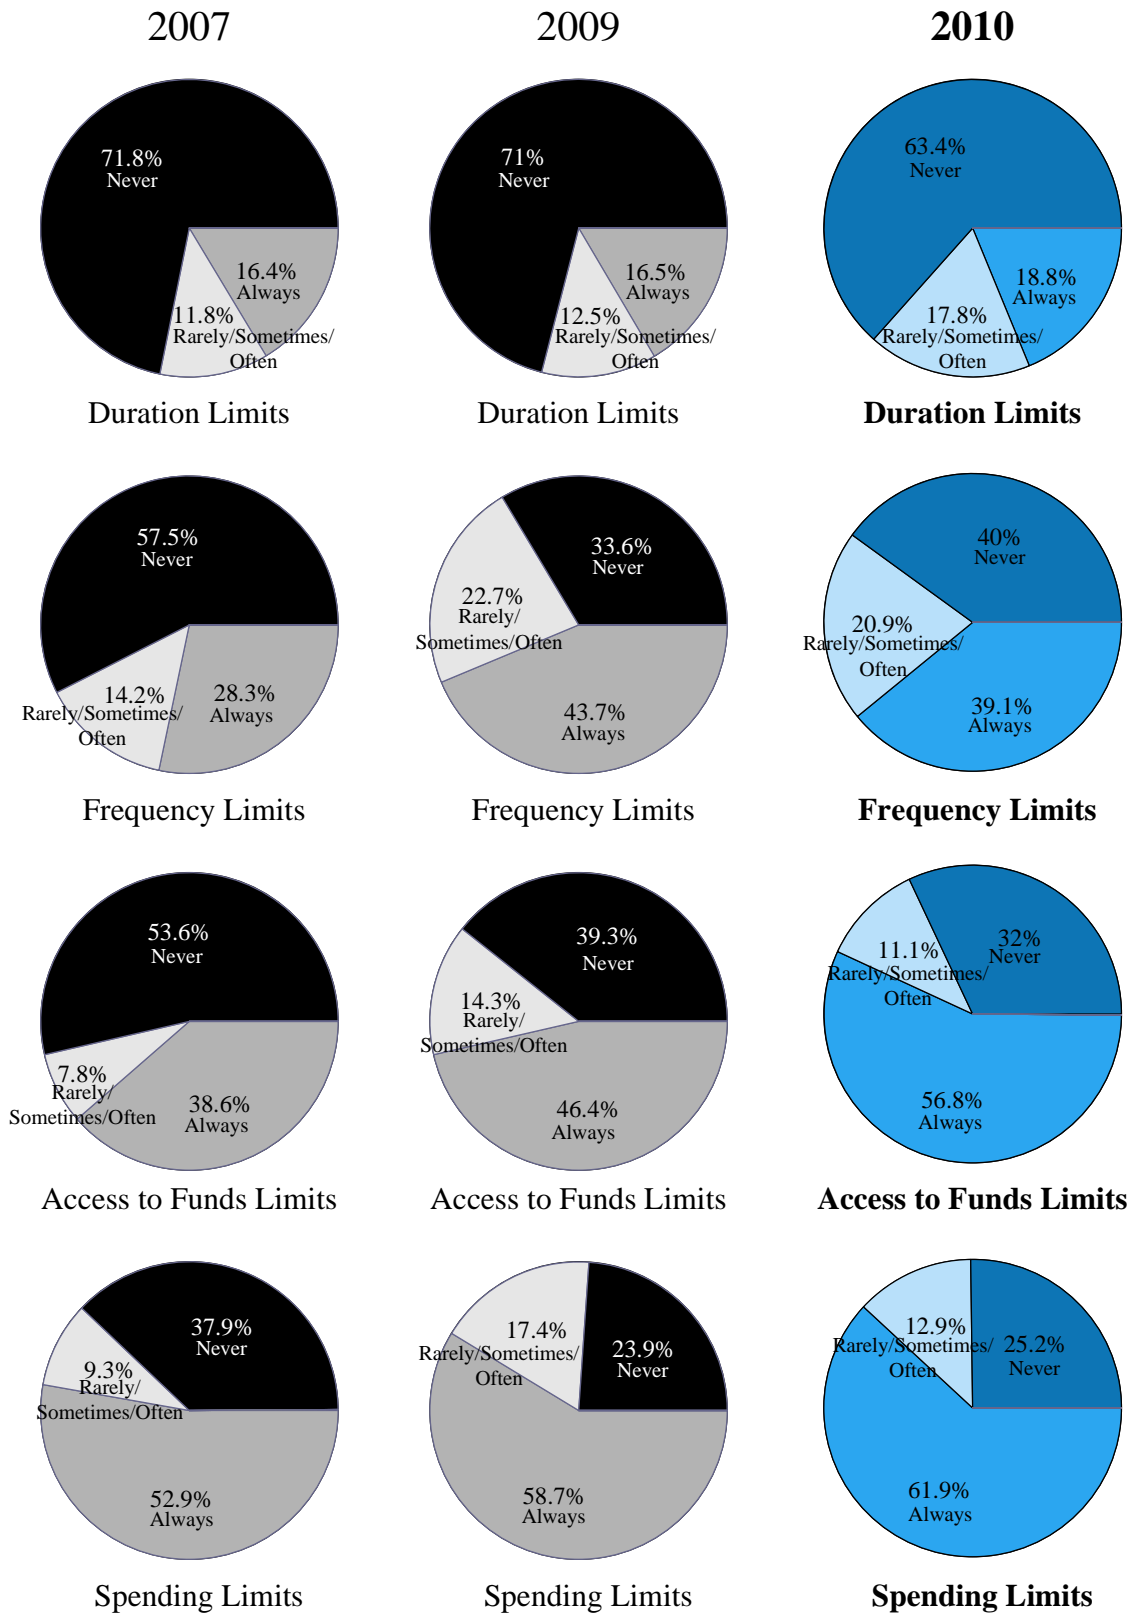 2007
2009
2010
71.8%
Never
16.4%
Always
11.8%
Rarely/Sometimes/
Often
Duration Limits
71%
Never
16.5%
Always
12.5%
Rarely/Sometimes/
Often
Duration Limits
63.4%
Never
18.8%
Always
17.8%
Rarely/Sometimes/
Often
Duration Limits
57.5%
Never
14.2%
Rarely/Sometimes/
Often
28.3%
Always
Frequency Limits
33.6%
Never
22.7%
Rarely/
Sometimes/Often
43.7%
Always
Frequency Limits
40%
Never
20.9%
Rarely/Sometimes/
Often
39.1%
Always
Frequency Limits
53.6%
Never
7.8%
Rarely/
Sometimes/Often
38.6%
Always
Access to Funds Limits
39.3%
Never
14.3%
Rarely/
Sometimes/Often
46.4%
Always
Access to Funds Limits
32%
Never
11.1%
Rarely/Sometimes/
Often
56.8%
Always
Access to Funds Limits
37.9%
Never
9.3%
Rarely/
Sometimes/Often
52.9%
Always
Spending Limits
17.4%
Rarely/Sometimes/
Often
23.9%
Never
58.7%
Always
Spending Limits
12.9%
Rarely/Sometimes/
Often
25.2%
Never
61.9%
Always
Spending Limits